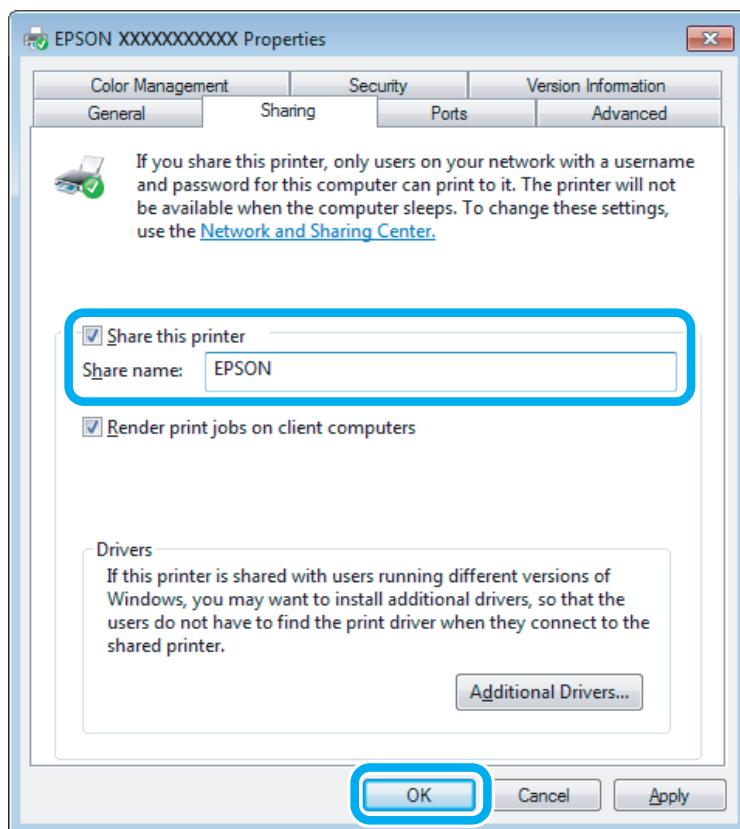 EPSON XXXXXXXXXXX Properties
Color Management
Security
Version Information
General
Sharing
Ports
Advanced
If you share this printer, only users on your network with a username
and password for this computer can print to it. The printer will not
be available when the computer sleeps. To change these settings,
use the Network and Sharing Center.
Share this printer
Share name: EPSON
Render print jobs on client computers
Drivers
If this printer is shared with users running different versions of
Windows, you may want to install additional drivers, so that the
users do not have to find the print driver when they connect to the
shared printer.
Additional Drivers...
OK
Cancel
Apply